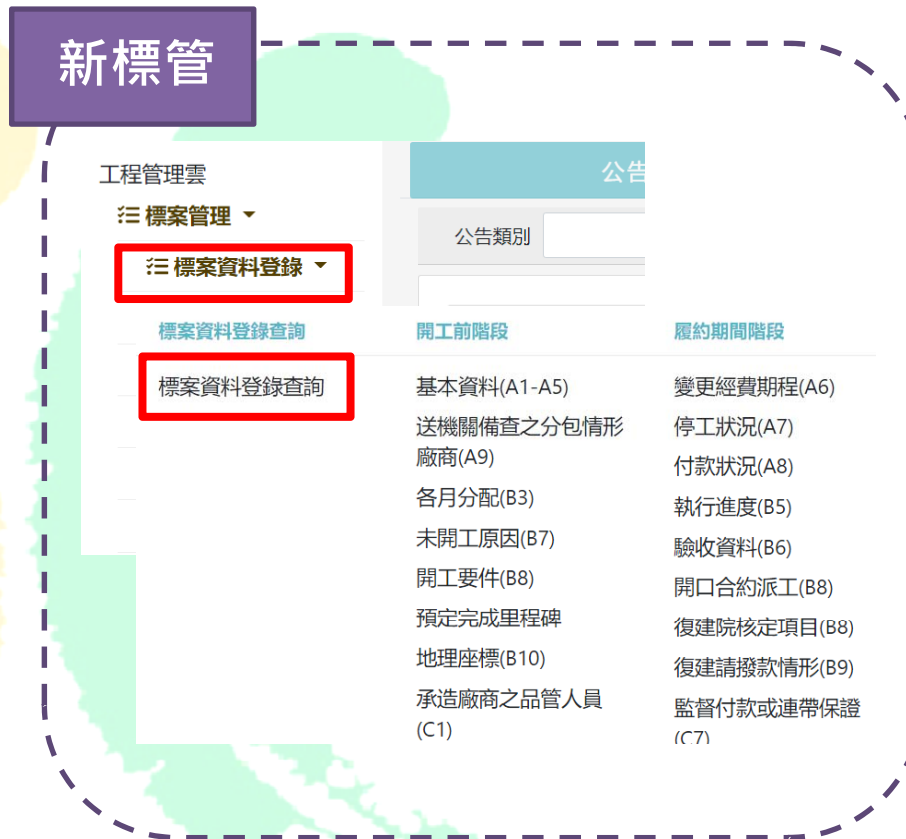 新標管
工程管理雲
標案管理
公告
公告類別
標案資料登錄
標案資料登錄查詢
標案資料登錄查詢
開工前階段
基本資料(A1-A5)
送機關備查之分包情形
廠商(A9)
各月分配(B3)
未開工原因(B7)
開工要件(B8)
預定完成里程碑
地理座標(B10)
承造廠商之品管人員
(C1)
履約期間階段
變更經費期程(A6)
停工狀況(A7)
付款狀況(A8)
執行進度(B5)
驗收資料(B6)
開口合約派工(B8)
復建院核定項目(B8)
復建請撥款情形(B9)
監督付款或連帶保證
(C7)